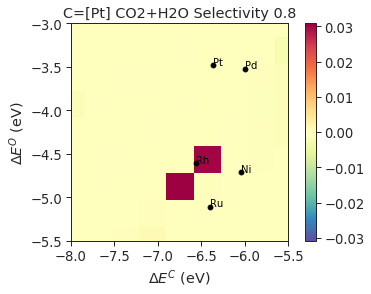 C=[Pt] CO2+H2O Selectivity 0.8
−3.0
−3.5
−4.0
−4.5
−5.0
−5.5
ΔE^O (eV)
Pt
Pd
Rh
Ni
Ru
−8.0 −7.5 −7.0 −6.5 −6.0 −5.5
ΔE^C (eV)
0.03
0.02
0.01
0.00
−0.01
−0.02
−0.03